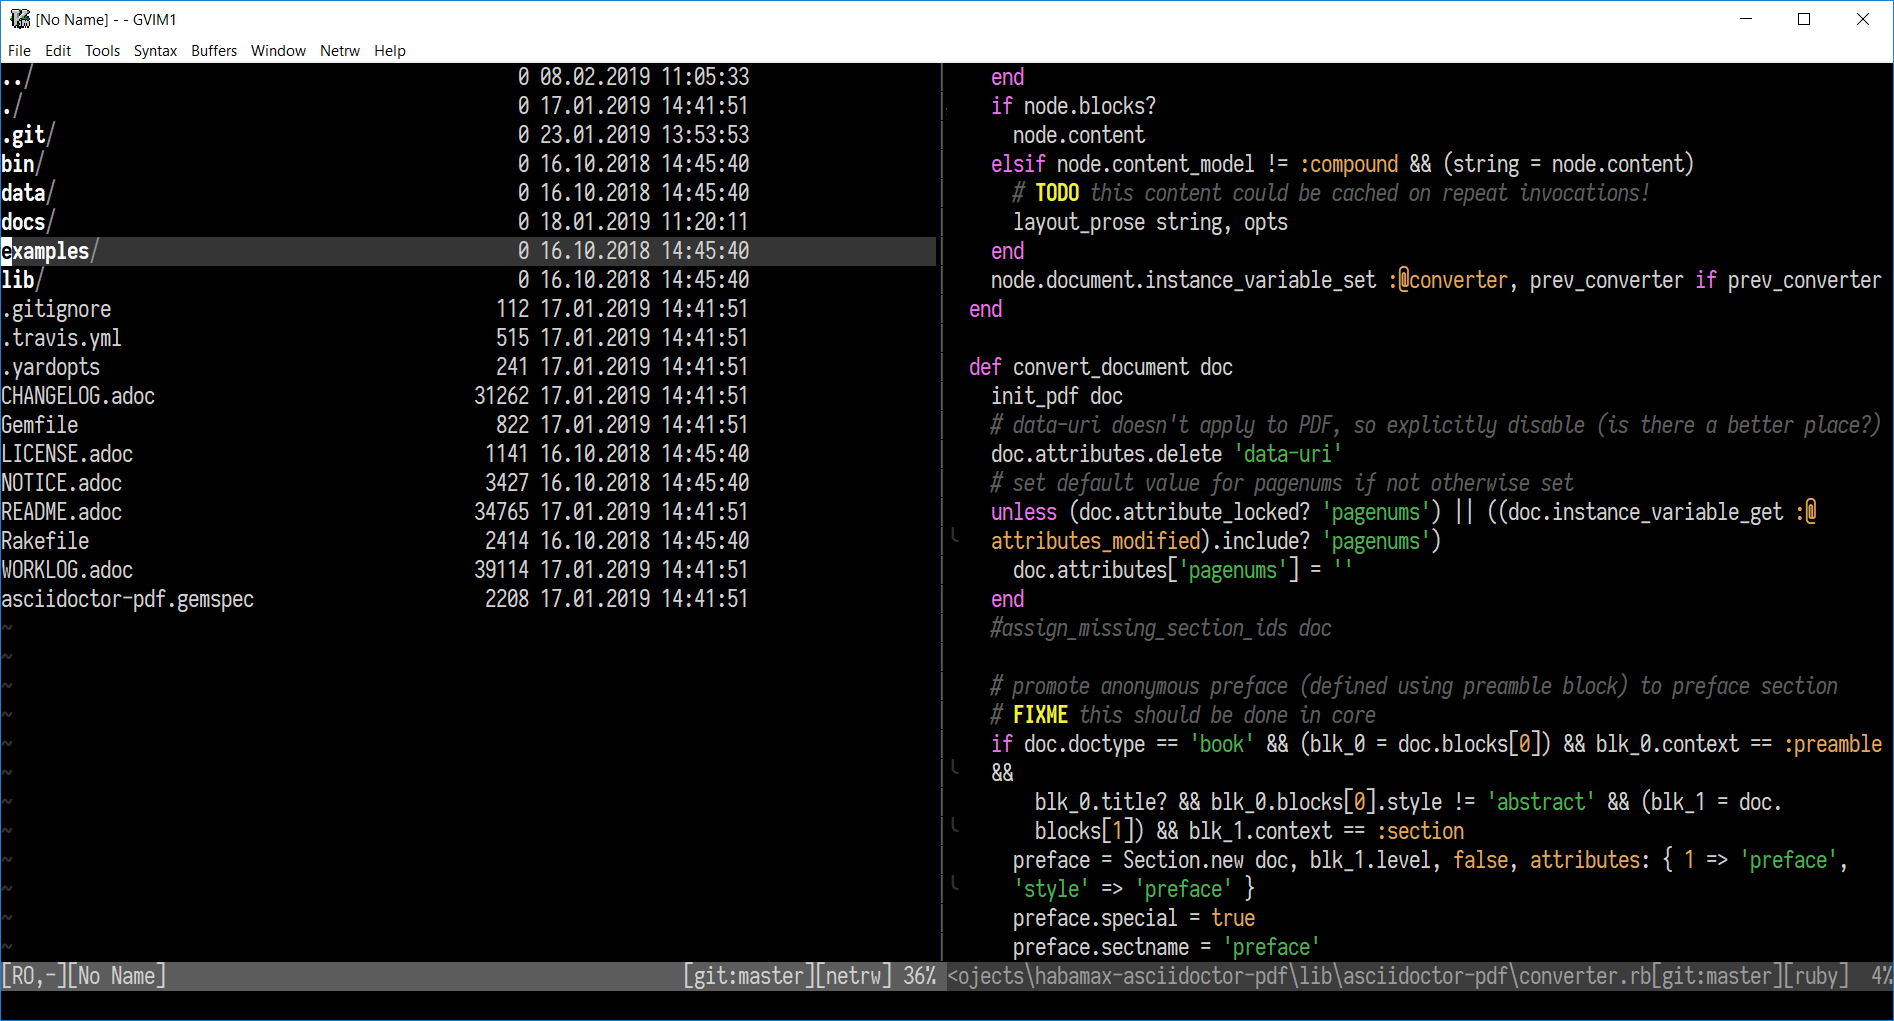 [No Name] - - GVIM1
File Edit Tools Syntax Buffers Window Netrw Help
../ 0 08.02.2019 11:05:33
./ 0 17.01.2019 14:41:51
.git/ 0 23.01.2019 13:53:53
bin/ 0 16.10.2018 14:45:40
data/ 0 16.10.2018 14:45:40
docs/ 0 18.01.2019 11:20:11
examples/ 0 16.10.2018 14:45:40
lib/ 0 16.10.2018 14:45:40
.gitignore 112 17.01.2019 14:41:51
.travis.yml 515 17.01.2019 14:41:51
.yardopts 241 17.01.2019 14:41:51
CHANGELOG.adoc 31262 17.01.2019 14:41:51
Gemfile 822 17.01.2019 14:41:51
LICENSE.adoc 1141 16.10.2018 14:45:40
NOTICE.adoc 3427 16.10.2018 14:45:40
README.adoc 34765 17.01.2019 14:41:51
Rakefile 2414 16.10.2018 14:45:40
WORKLOG.adoc 39114 17.01.2019 14:41:51
asciidoctor-pdf.gemspec 2208 17.01.2019 14:41:51
~
~
~
~
~
~
~
~
~
~
~
~
[RO,-][No Name] [git:master][netrw] 36%
end
if node.blocks?
node.content
elsif node.content_model != :compound && (string = node.content)
# TODO this content could be cached on repeat invocations!
layout_prose string, opts
end
node.document.instance_variable_set :@converter, prev_converter if prev_converter
end
def convert_document doc
init_pdf doc
# data-uri doesn't apply to PDF, so explicitly disable (is there a better place?)
doc.attributes.delete 'data-uri'
# set default value for pagenums if not otherwise set
unless (doc.attribute_locked? 'pagenums') || ((doc.instance_variable_get :@
attributes_modified).include? 'pagenums')
doc.attributes['pagenums'] = ''
end
#assign_missing_section_ids doc
# promote anonymous preface (defined using preamble block) to preface section
# FIXME this should be done in core
if doc.doctype == 'book' && (blk_0 = doc.blocks[0]) && blk_0.context == :preamble
&&
blk_0.title? && blk_0.blocks[0].style != 'abstract' && (blk_1 = doc.
blocks[1]) && blk_1.context == :section
preface = Section.new doc, blk_1.level, false, attributes: { 1 => 'preface',
'style' => 'preface' }
preface.special = true
preface.sectname = 'preface'
<ojects\habamax-asciidoctor-pdf\lib\asciidoctor-pdf\converter.rb[git:master][ruby] 4%